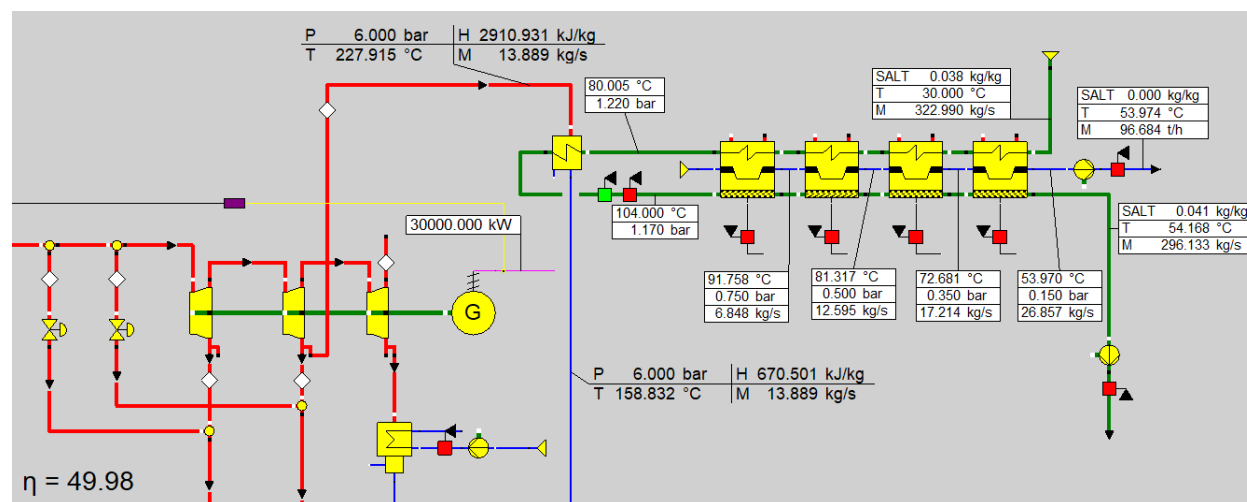 P 6.000 bar H 2910.931 kJ/kg
T 227.915 °C M 13.889 kg/s
80.005 °C
1.220 bar
SALT 0.038 kg/kg
T 30.000 °C
M 322.990 kg/s
SALT 0.000 kg/kg
T 53.974 °C
M 96.684 t/h
104.000 °C
1.170 bar
30000.000 kW
SALT 0.041 kg/kg
T 54.168 °C
M 296.133 kg/s
91.758 °C
0.750 bar
6.848 kg/s
81.317 °C
0.500 bar
12.595 kg/s
72.681 °C
0.350 bar
17.214 kg/s
53.970 °C
0.150 bar
26.857 kg/s
G
P 6.000 bar H 670.501 kJ/kg
T 158.832 °C M 13.889 kg/s
η = 49.98